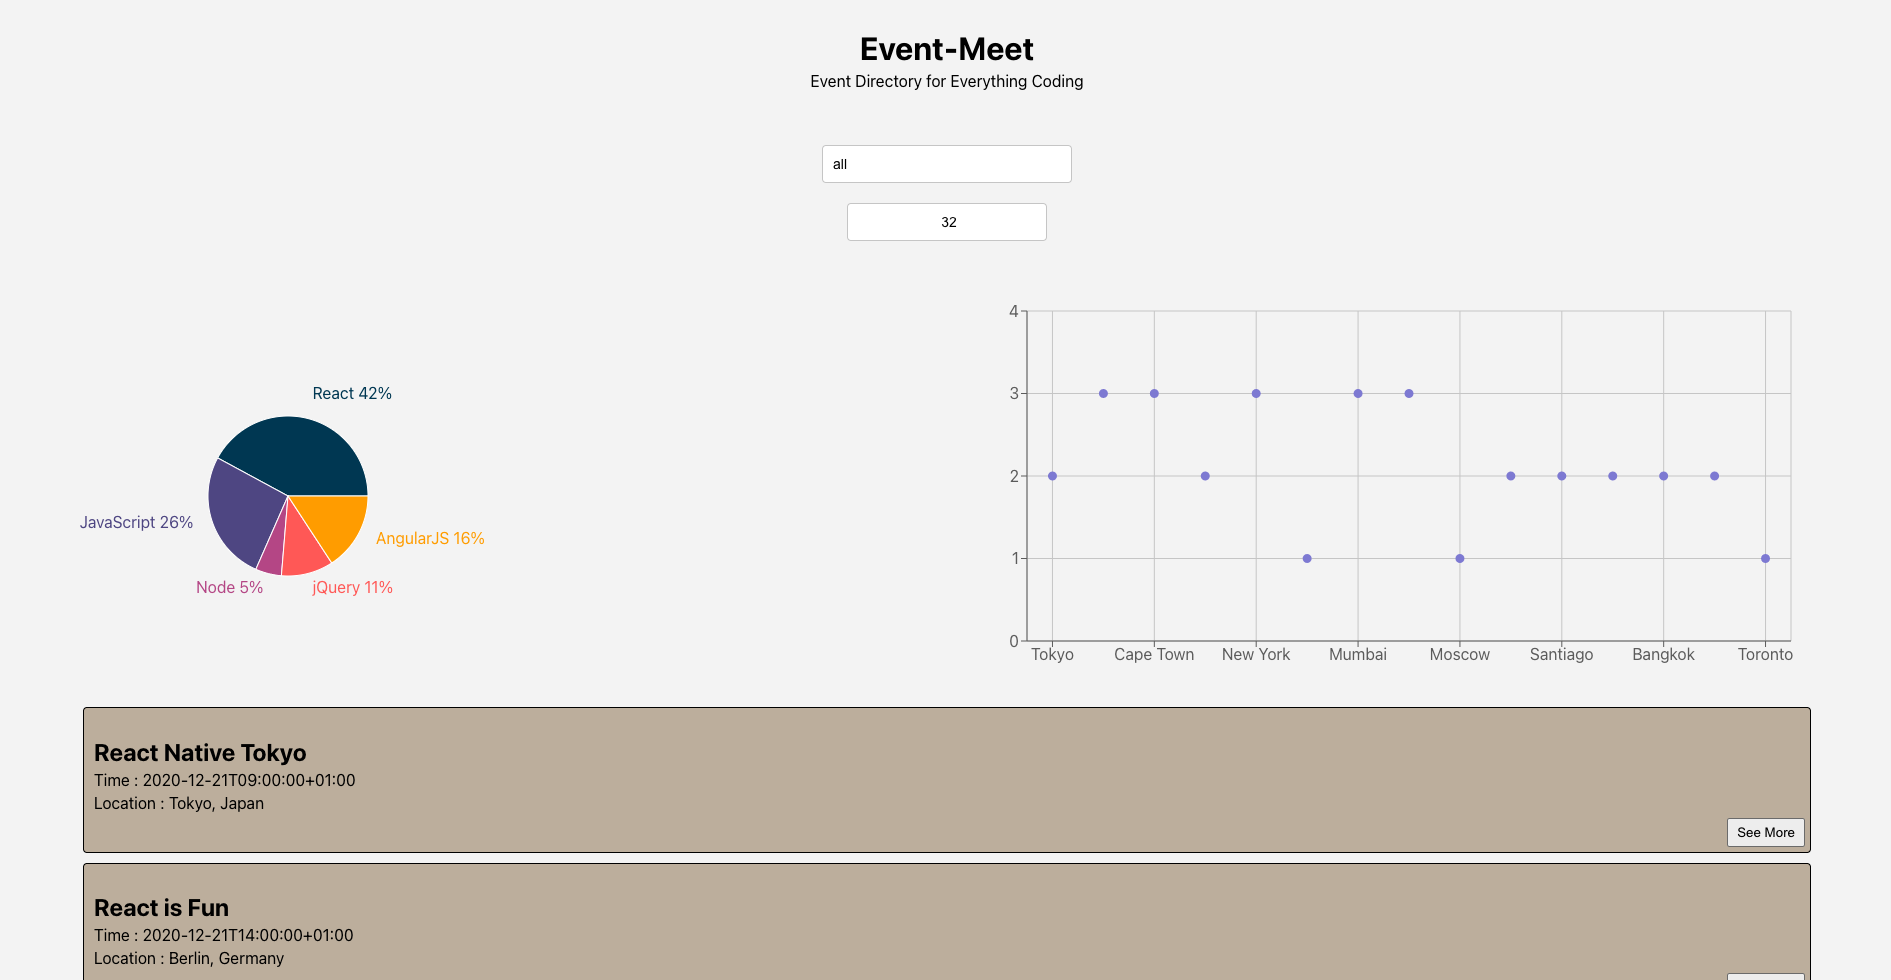 Event-Meet
Event Directory for Everything Coding
all
32
React 42%
JavaScript 26%
AngularJS 16%
Node 5%
jQuery 11%
4
3
2
1
0
Tokyo Cape Town New York Mumbai Moscow Santiago Bangkok Toronto
React Native Tokyo
Time : 2020-12-21T09:00:00+01:00
Location : Tokyo, Japan
See More
React is Fun
Time : 2020-12-21T14:00:00+01:00
Location : Berlin, Germany